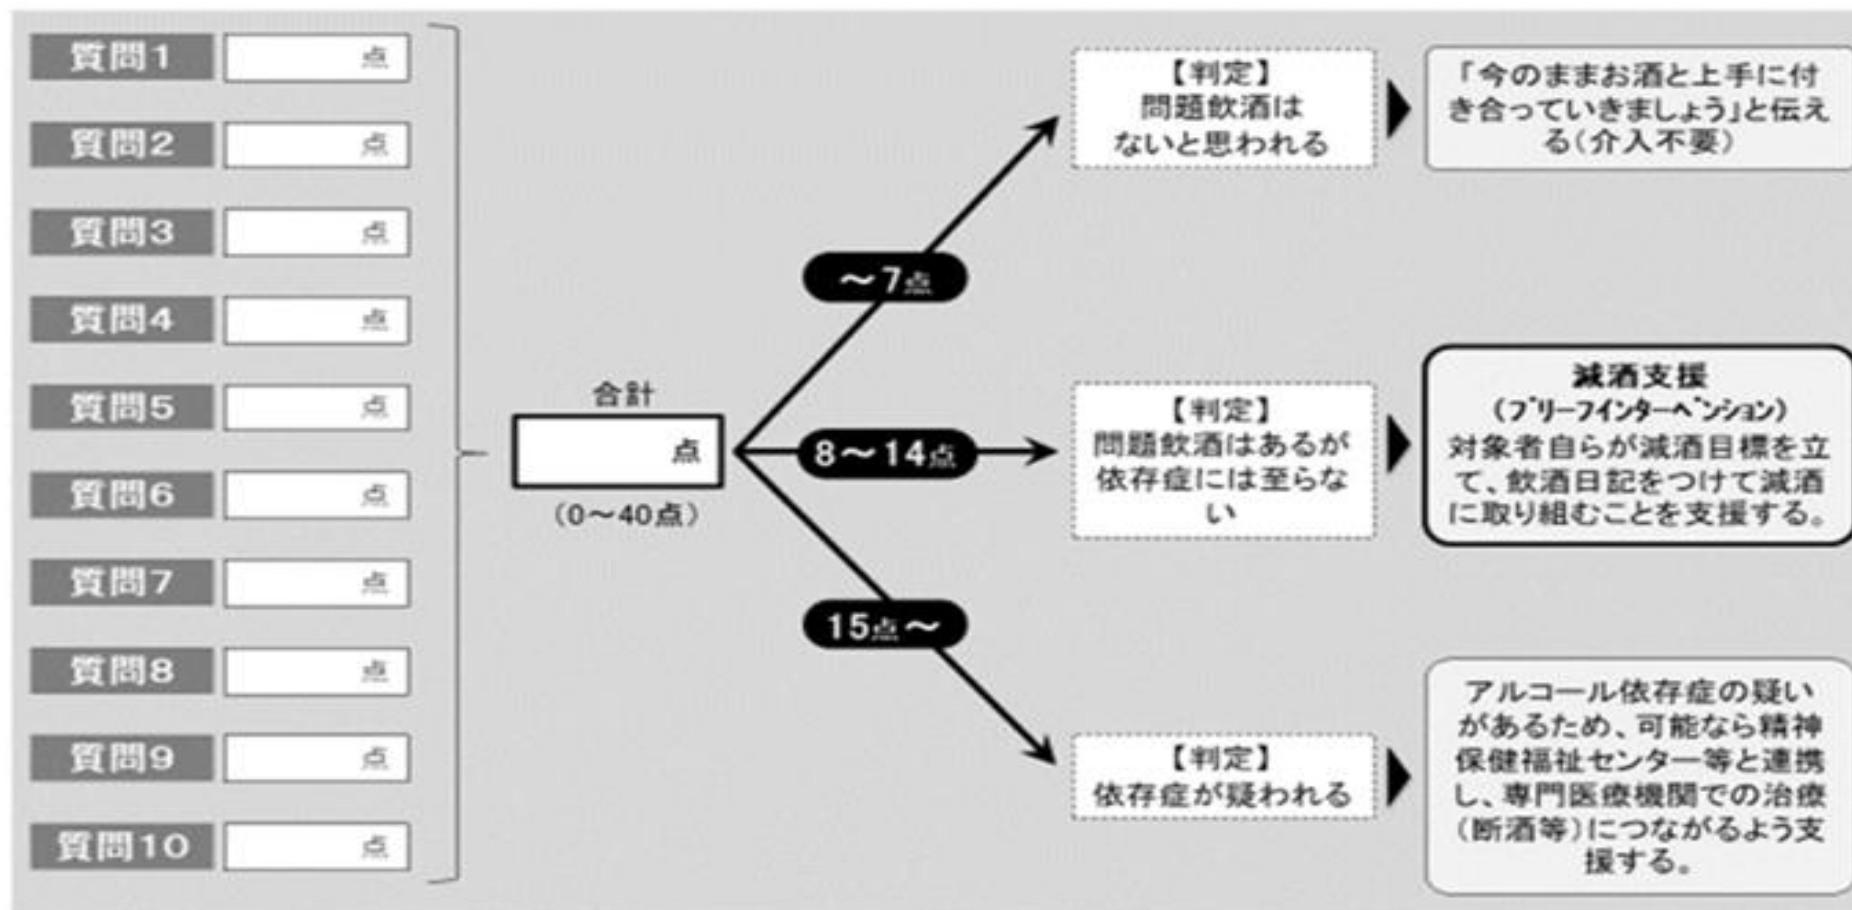 質問1 点
質問2 点
質問3 点
質問4 点
質問5 点
質問6 点
質問7 点
質問8 点
質問9 点
質問10 点
合計
点
(0～40点)
～7点
8～14点
15点～
【判定】
問題飲酒は
ないと思われる
「今のままお酒と上手に付
き合っていきましょう」と伝え
る(介入不要)
【判定】
問題飲酒はあるが
依存症には至らな
い
減酒支援
(ブリーフインターベンション)
対象者自らが減酒目標を立
て、飲酒日記をつけて減酒
に取り組むことを支援する。
【判定】
依存症が疑われる
アルコール依存症の疑い
があるため、可能なら精神
保健福祉センター等と連携
し、専門医療機関での治療
(断酒等)につながるよう支
援する。